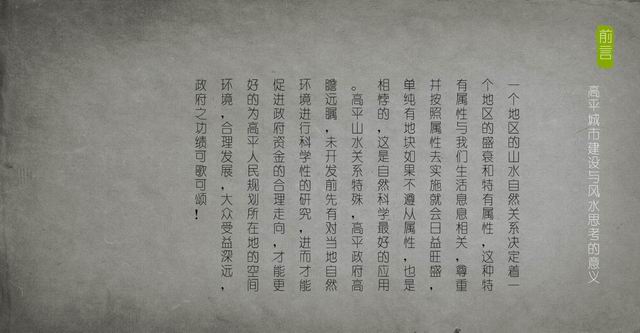 前言
高平城市建设与风水思考的意义
一个地区的山水自然关系决定着一
个地区的盛衰和特有属性，这种特
有属性与我们生活息息相关，尊重
并按照属性去实施就会日益旺盛，
单纯有地块如果不遵从属性，也是
相悖的，这是自然科学最好的应用
。高平山水关系特殊，高平政府高
瞻远瞩，未开发前先有对当地自然
环境进行科学性的研究，进而才能
促进政府资金的合理走向，才能更
好的为高平人民规划所在地的空间
环境，合理发展，大众受益深远，
政府之功绩可歌可颂！